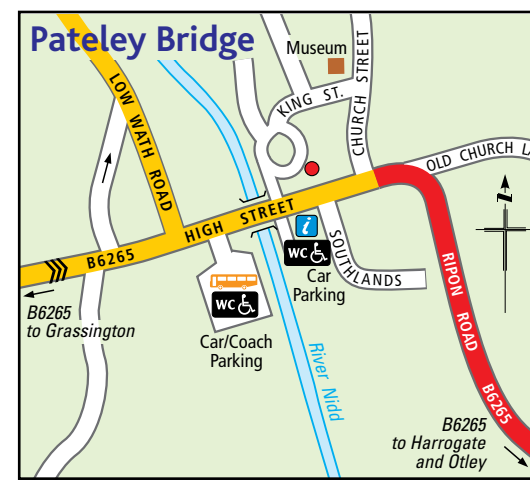 Pateley Bridge
Museum
LOW WATH ROAD
KING ST.
CHURCH STREET
OLD CHURCH LA
HIGH STREET
B6265
i
WC
Car
Parking
SOUTHLANDS
WC
Car/Coach
Parking
River Nidd
RIPON ROAD
B6265
B6265
to Grassington
B6265
to Harrogate
and Otley